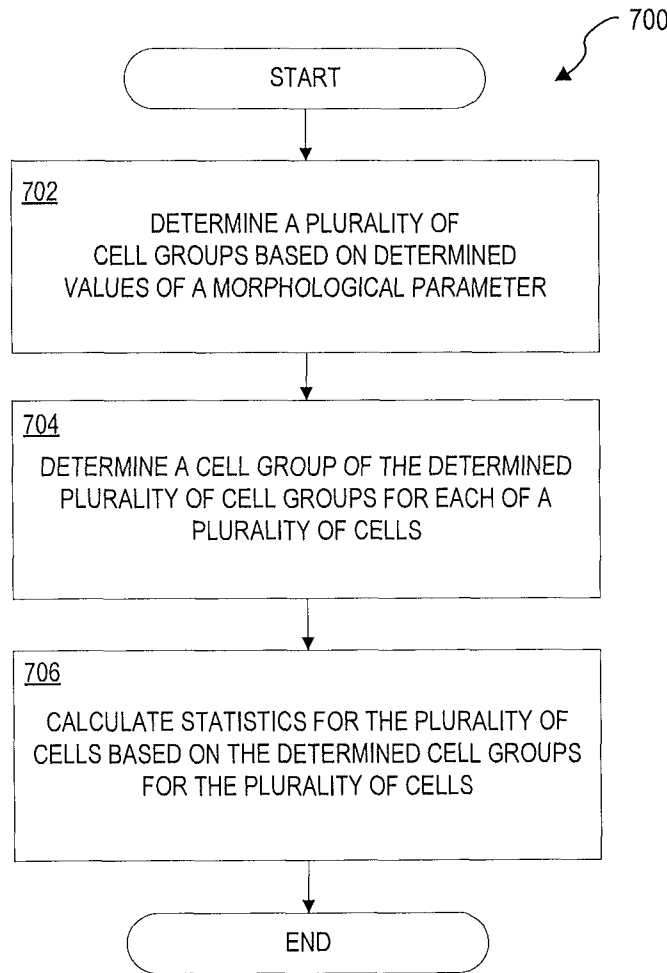 700
START
702
DETERMINE A PLURALITY OF
CELL GROUPS BASED ON DETERMINED
VALUES OF A MORPHOLOGICAL PARAMETER
704
DETERMINE A CELL GROUP OF THE DETERMINED
PLURALITY OF CELL GROUPS FOR EACH OF A
PLURALITY OF CELLS
706
CALCULATE STATISTICS FOR THE PLURALITY OF
CELLS BASED ON THE DETERMINED CELL GROUPS
FOR THE PLURALITY OF CELLS
END